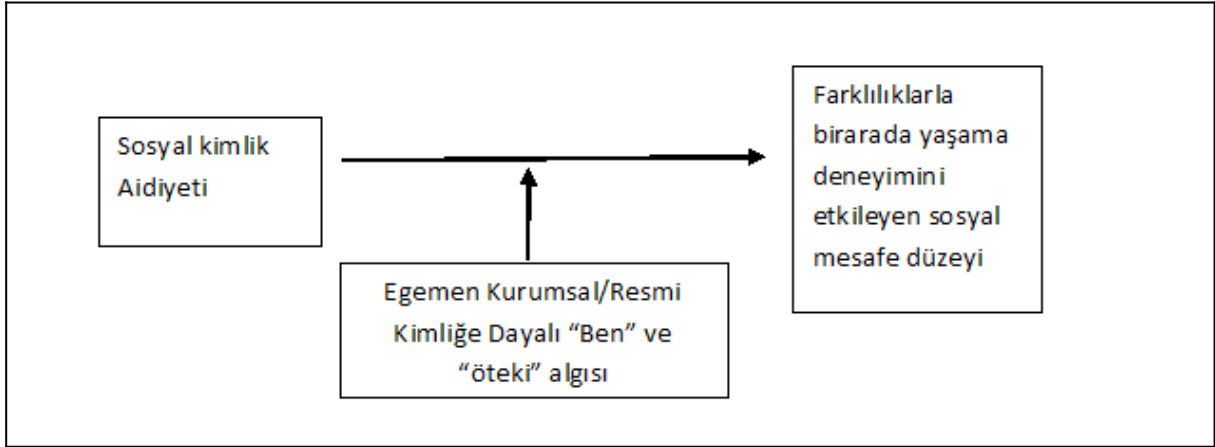 Sosyal kimlik
Aidiyeti
Egemen Kurumsal/Resmi
Kimliğe Dayalı “Ben” ve
“öteki” algısı
Farklılıklarla
birarada yaşama
deneyimini
etkileyen sosyal
mesafe düzeyi